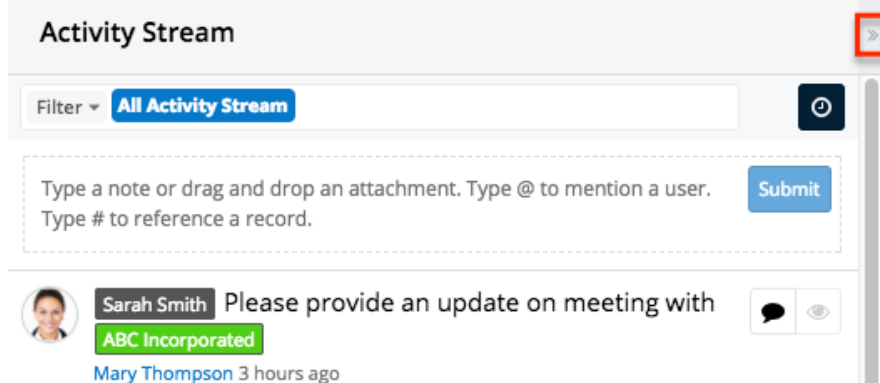 Activity Stream
»
Filter All Activity Stream
Type a note or drag and drop an attachment. Type @ to mention a user.
Type # to reference a record.
Submit
Sarah Smith Please provide an update on meeting with
ABC Incorporated
Mary Thompson 3 hours ago